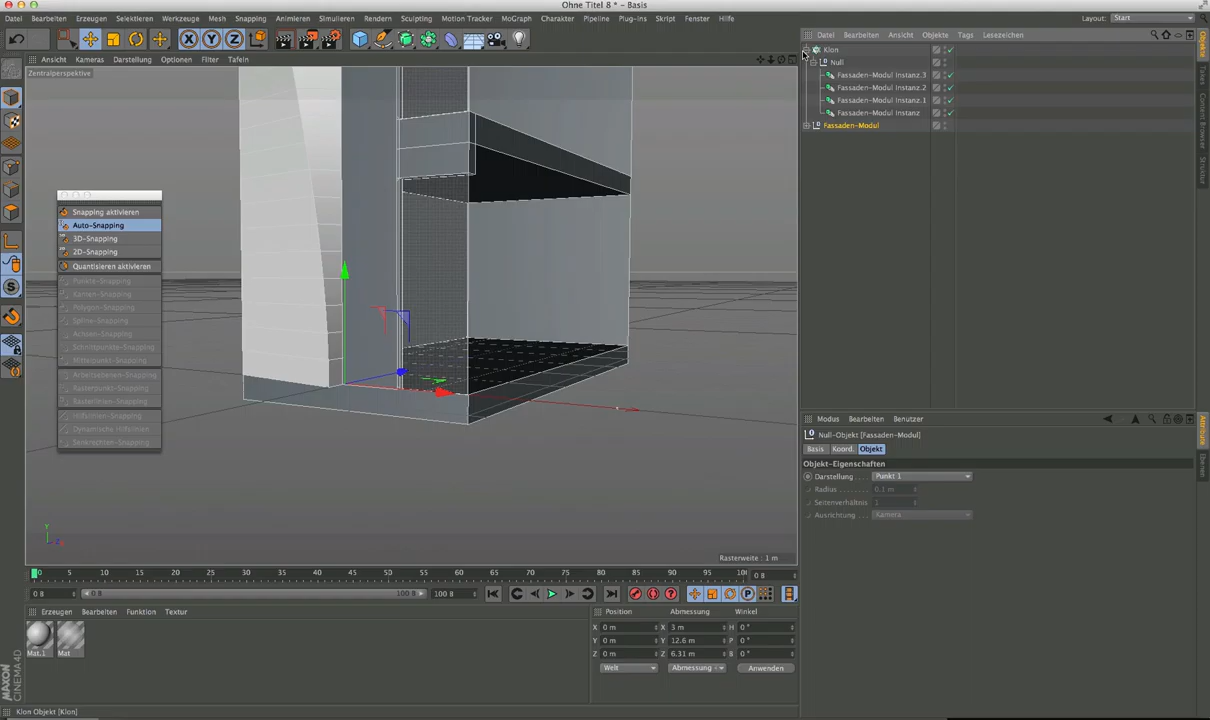 Ohne Titel 8 * - Basis
Datei Bearbeiten Erzeugen Selektieren Werkzeuge Mesh Snapping Animieren Simulieren Rendern Sculpting Motion Tracker MoGraph Charakter Pipeline Plug-ins Skript Fenster Hilfe Layout: Start
Ansicht Kameras Darstellung Optionen Filter Tafeln
Zentralperspektive
Datei Bearbeiten Ansicht Objekte Tags Lesezeichen
Klon
Null
Fassaden-Modul Instanz.3
Fassaden-Modul Instanz.2
Fassaden-Modul Instanz.1
Fassaden-Modul Instanz
Fassaden-Modul
Objekte
Takes
Content Browser
Struktur
Snapping aktivieren
Auto-Snapping
3D-Snapping
2D-Snapping
Quantisieren aktivieren
Punkte-Snapping
Kanten-Snapping
Polygon-Snapping
Spline-Snapping
Achsen-Snapping
Schnittpunkte-Snapping
Mittelpunkt-Snapping
Arbeitsebenen-Snapping
Rasterpunkt-Snapping
Rasterlinien-Snapping
Hilfslinien-Snapping
Dynamische Hilfslinien
Senkrechten-Snapping
Y
Z
Rasterweite : 1 m
Modus Bearbeiten Benutzer
Null-Objekt [Fassaden-Modul]
Basis Koord. Objekt
Objekt-Eigenschaften
Darstellung Punkt 1
Radius 0.1 m
Seitenverhältnis 1
Ausrichtung Kamera
Attribute
Ebenen
0 5 10 15 20 25 30 35 40 45 50 55 60 65 70 75 80 85 90 95 100 0 B
0 B 0 B 100 B 100 B
Erzeugen Bearbeiten Funktion Textur
Mat.1 Mat
Position Abmessung Winkel
X 0 m X 3 m H 0 °
Y 0 m Y 12.6 m P 0 °
Z 0 m Z 6.31 m B 0 °
Welt Abmessung Anwenden
MAXON CINEMA 4D
Klon Objekt [Klon]